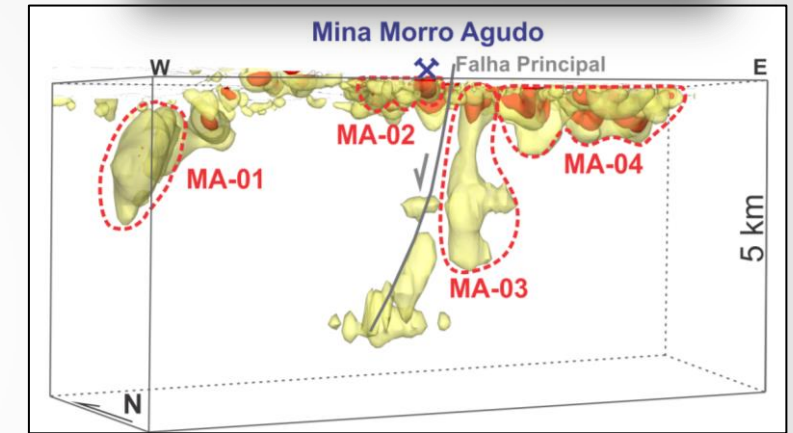 Mina Morro Agudo
Falha Principal
W
E
MA-02
MA-04
MA-01
5 km
MA-03
N